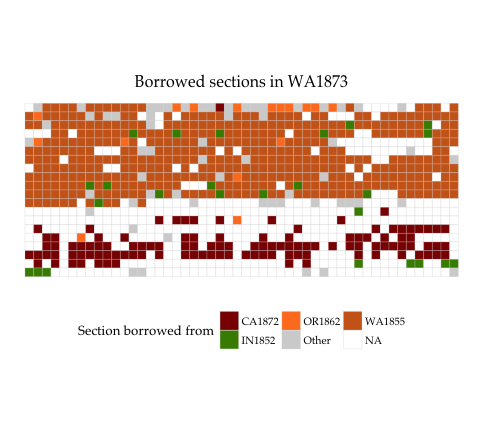 Borrowed sections in WA1873
Section borrowed from
CA1872 OR1862 WA1855
IN1852 Other NA